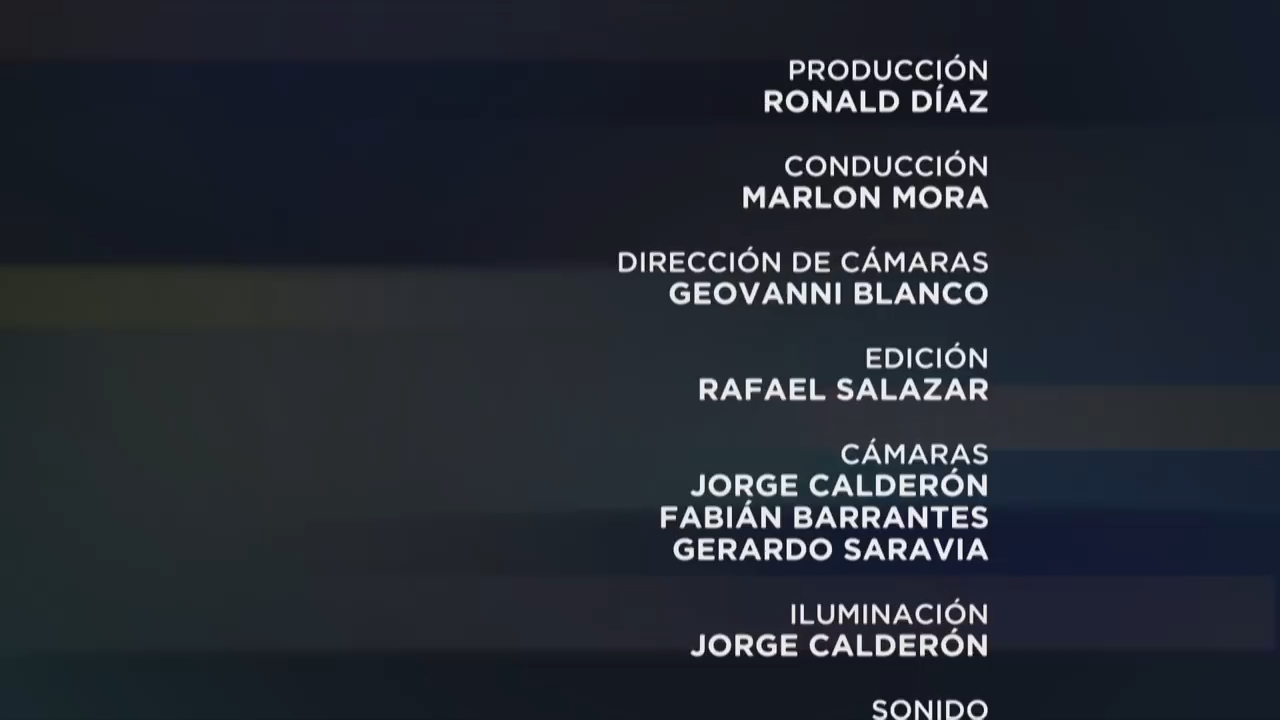 PRODUCCIÓN
RONALD DÍAZ
CONDUCCIÓN
MARLON MORA
DIRECCIÓN DE CÁMARAS
GEOVANNI BLANCO
EDICIÓN
RAFAEL SALAZAR
CÁMARAS
JORGE CALDERÓN
FABIÁN BARRANTES
GERARDO SARAVIA
ILUMINACIÓN
JORGE CALDERÓN
SONIDO